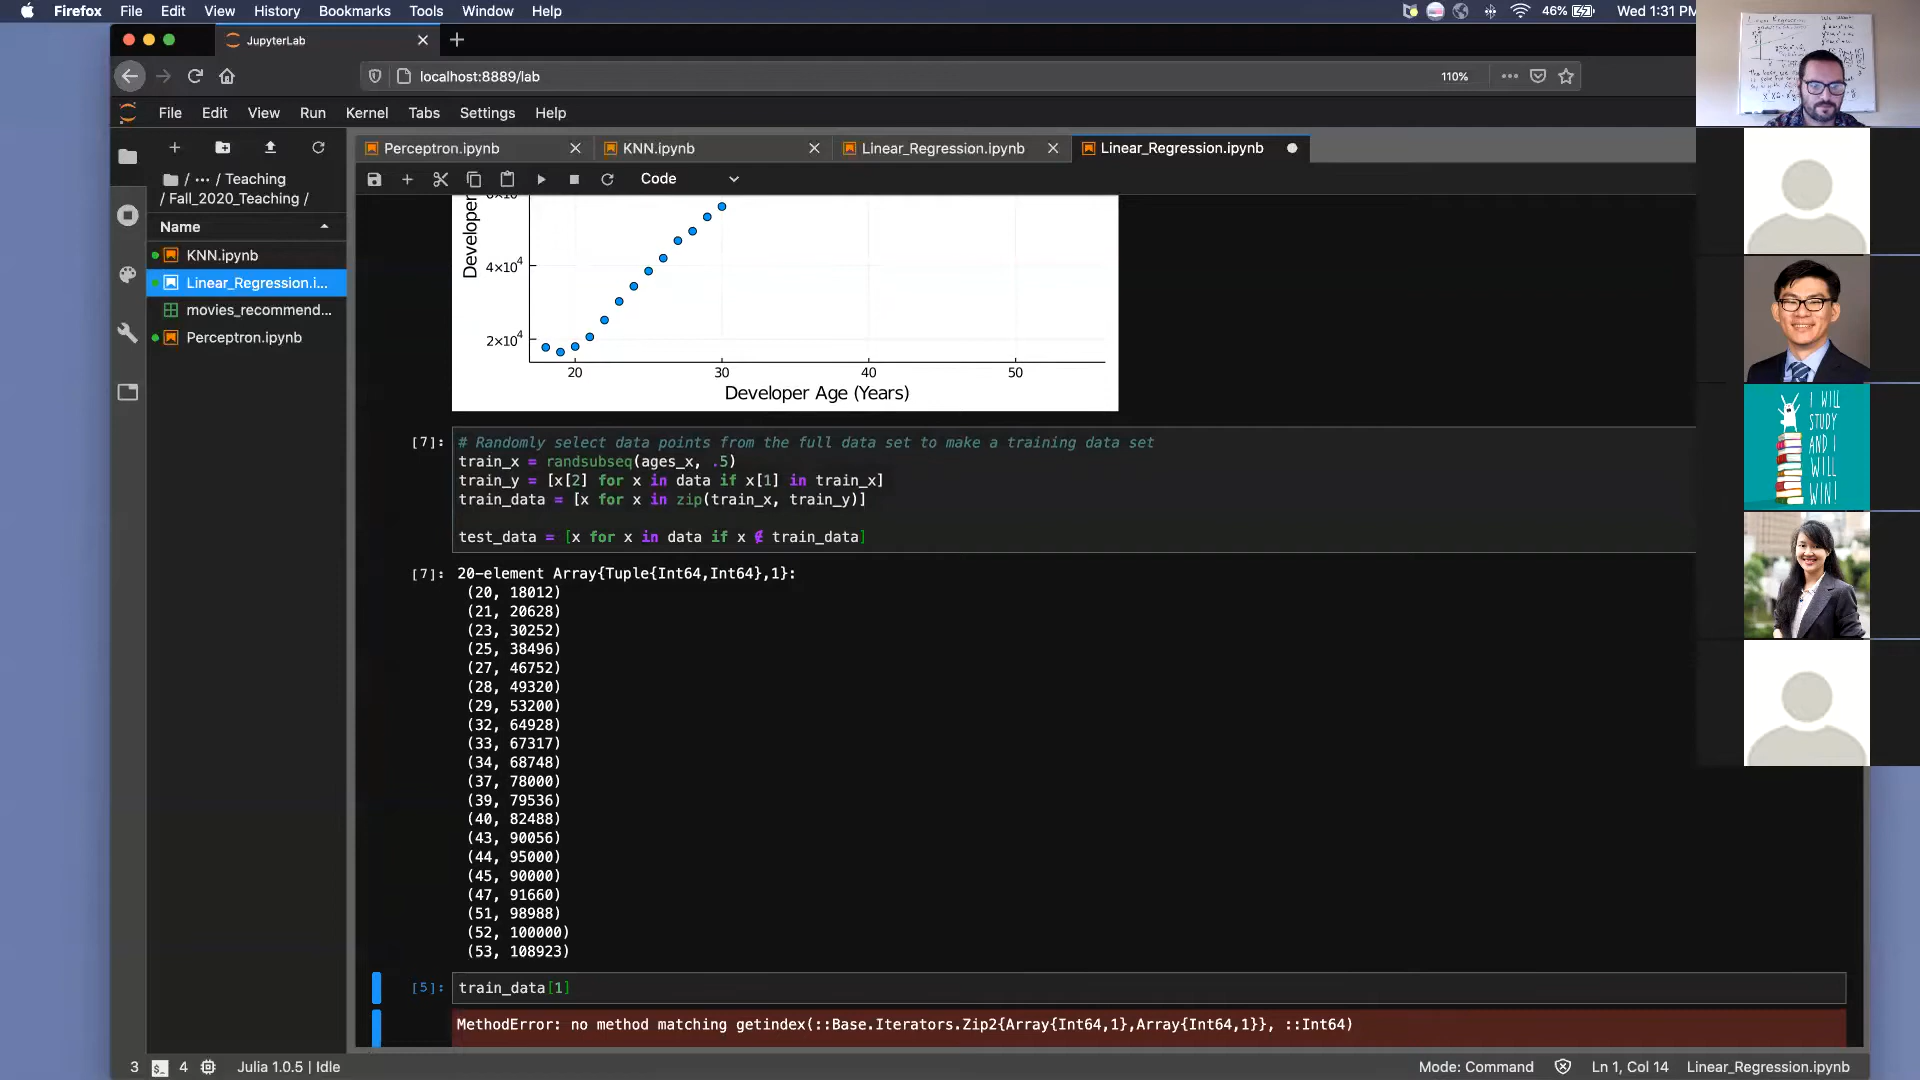 Firefox File Edit View History Bookmarks Tools Window Help
46% Wed 1:31 PM
JupyterLab
localhost:8889/lab
110%
File Edit View Run Kernel Tabs Settings Help
Perceptron.ipynb
KNN.ipynb
Linear_Regression.ipynb
Linear_Regression.ipynb
Code
/ ··· / Teaching
/ Fall_2020_Teaching /
Name
KNN.ipynb
Linear_Regression.i...
movies_recommend...
Perceptron.ipynb
Developer
4×10⁴
2×10⁴
20 30 40 50
Developer Age (Years)
[7]:
# Randomly select data points from the full data set to make a training data set
train_x = randsubseq(ages_x, .5)
train_y = [x[2] for x in data if x[1] in train_x]
train_data = [x for x in zip(train_x, train_y)]
test_data = [x for x in data if x ∉ train_data]
[7]:
20-element Array{Tuple{Int64,Int64},1}:
(20, 18012)
(21, 20628)
(23, 30252)
(25, 38496)
(27, 46752)
(28, 49320)
(29, 53200)
(32, 64928)
(33, 67317)
(34, 68748)
(37, 78000)
(39, 79536)
(40, 82488)
(43, 90056)
(44, 95000)
(45, 90000)
(47, 91660)
(51, 98988)
(52, 100000)
(53, 108923)
[5]:
train_data[1]
MethodError: no method matching getindex(::Base.Iterators.Zip2{Array{Int64,1},Array{Int64,1}}, ::Int64)
3 $_ 4 Julia 1.0.5 | Idle
Mode: Command Ln 1, Col 14 Linear_Regression.ipynb
Linear Regression
I WILL
STUDY
AND I
WILL
WIN!